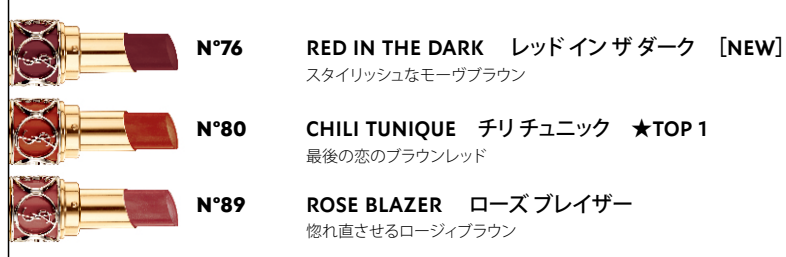 N°76 RED IN THE DARK レッド イン ザ ダーク [NEW]
スタイリッシュなモーヴブラウン
N°80 CHILI TUNIQUE チリ チュニック ★TOP 1
最後の恋のブラウンレッド
N°89 ROSE BLAZER ローズ ブレイザー
惚れ直させるロージィブラウン